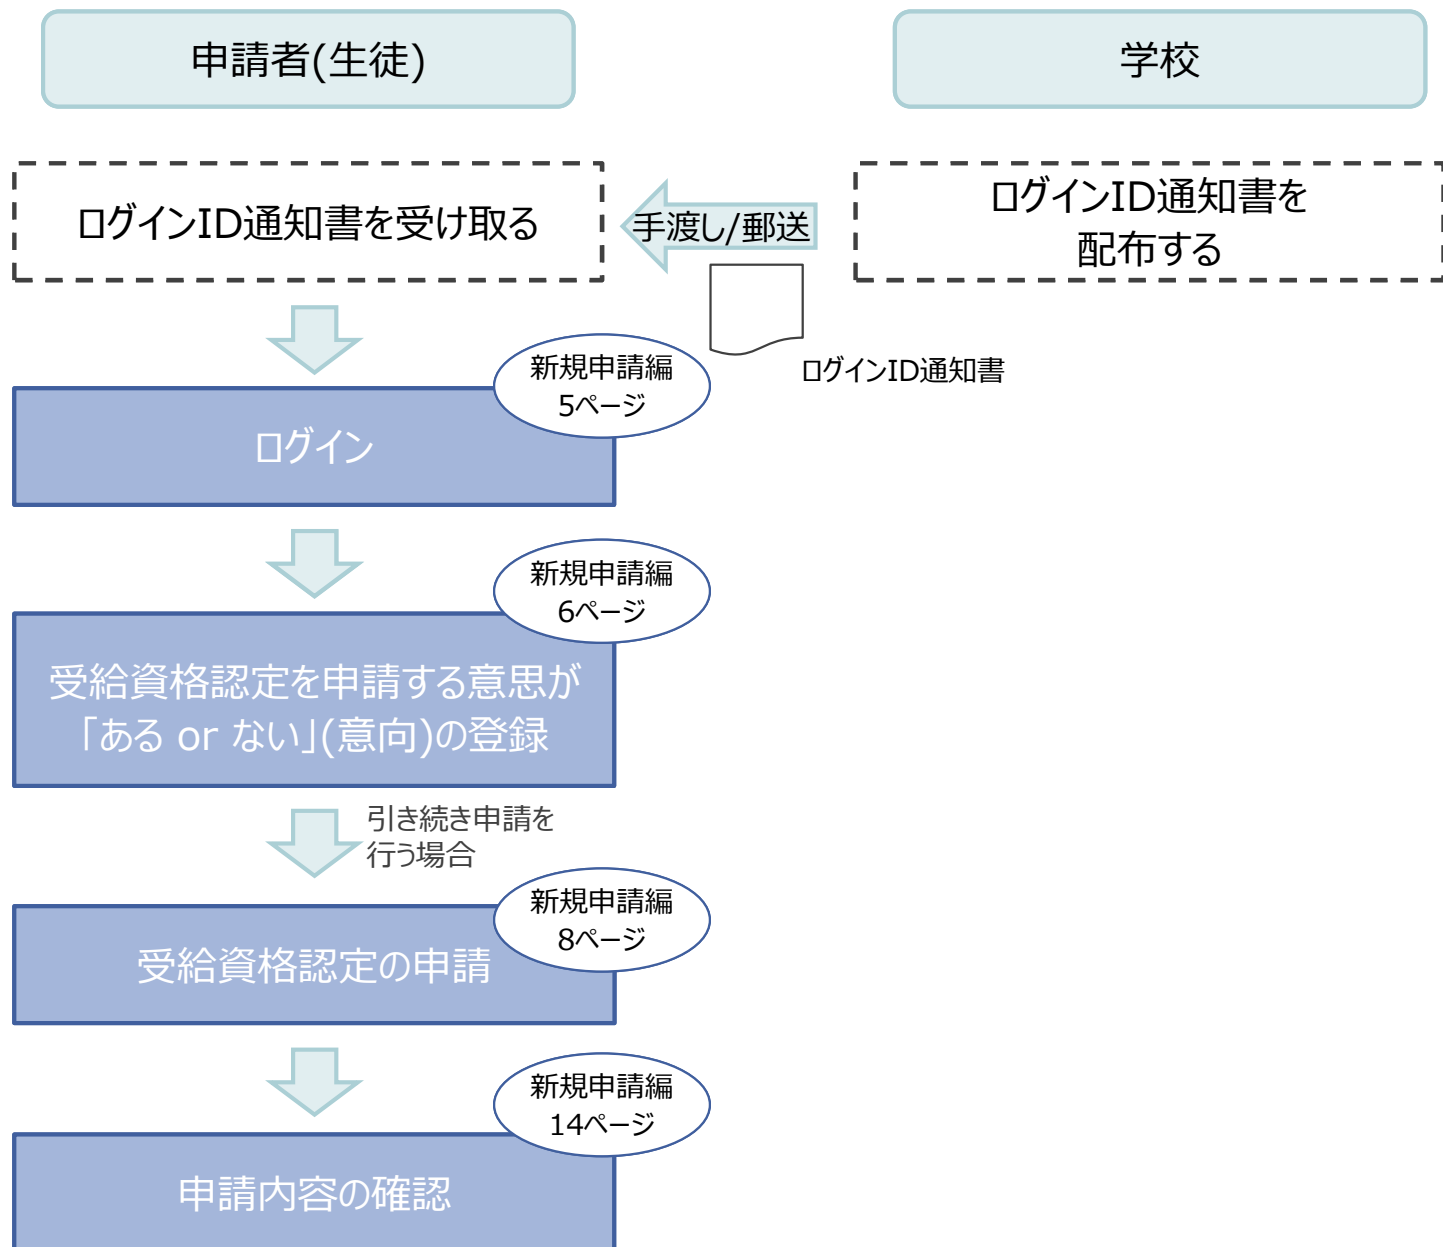 申請者(生徒)
学校
ログインID通知書を受け取る
手渡し/郵送
ログインID通知書を
配布する
ログインID通知書
新規申請編
5ページ
ログイン
新規申請編
6ページ
受給資格認定を申請する意思が
「ある or ない」(意向)の登録
引き続き申請を
行う場合
新規申請編
8ページ
受給資格認定の申請
新規申請編
14ページ
申請内容の確認